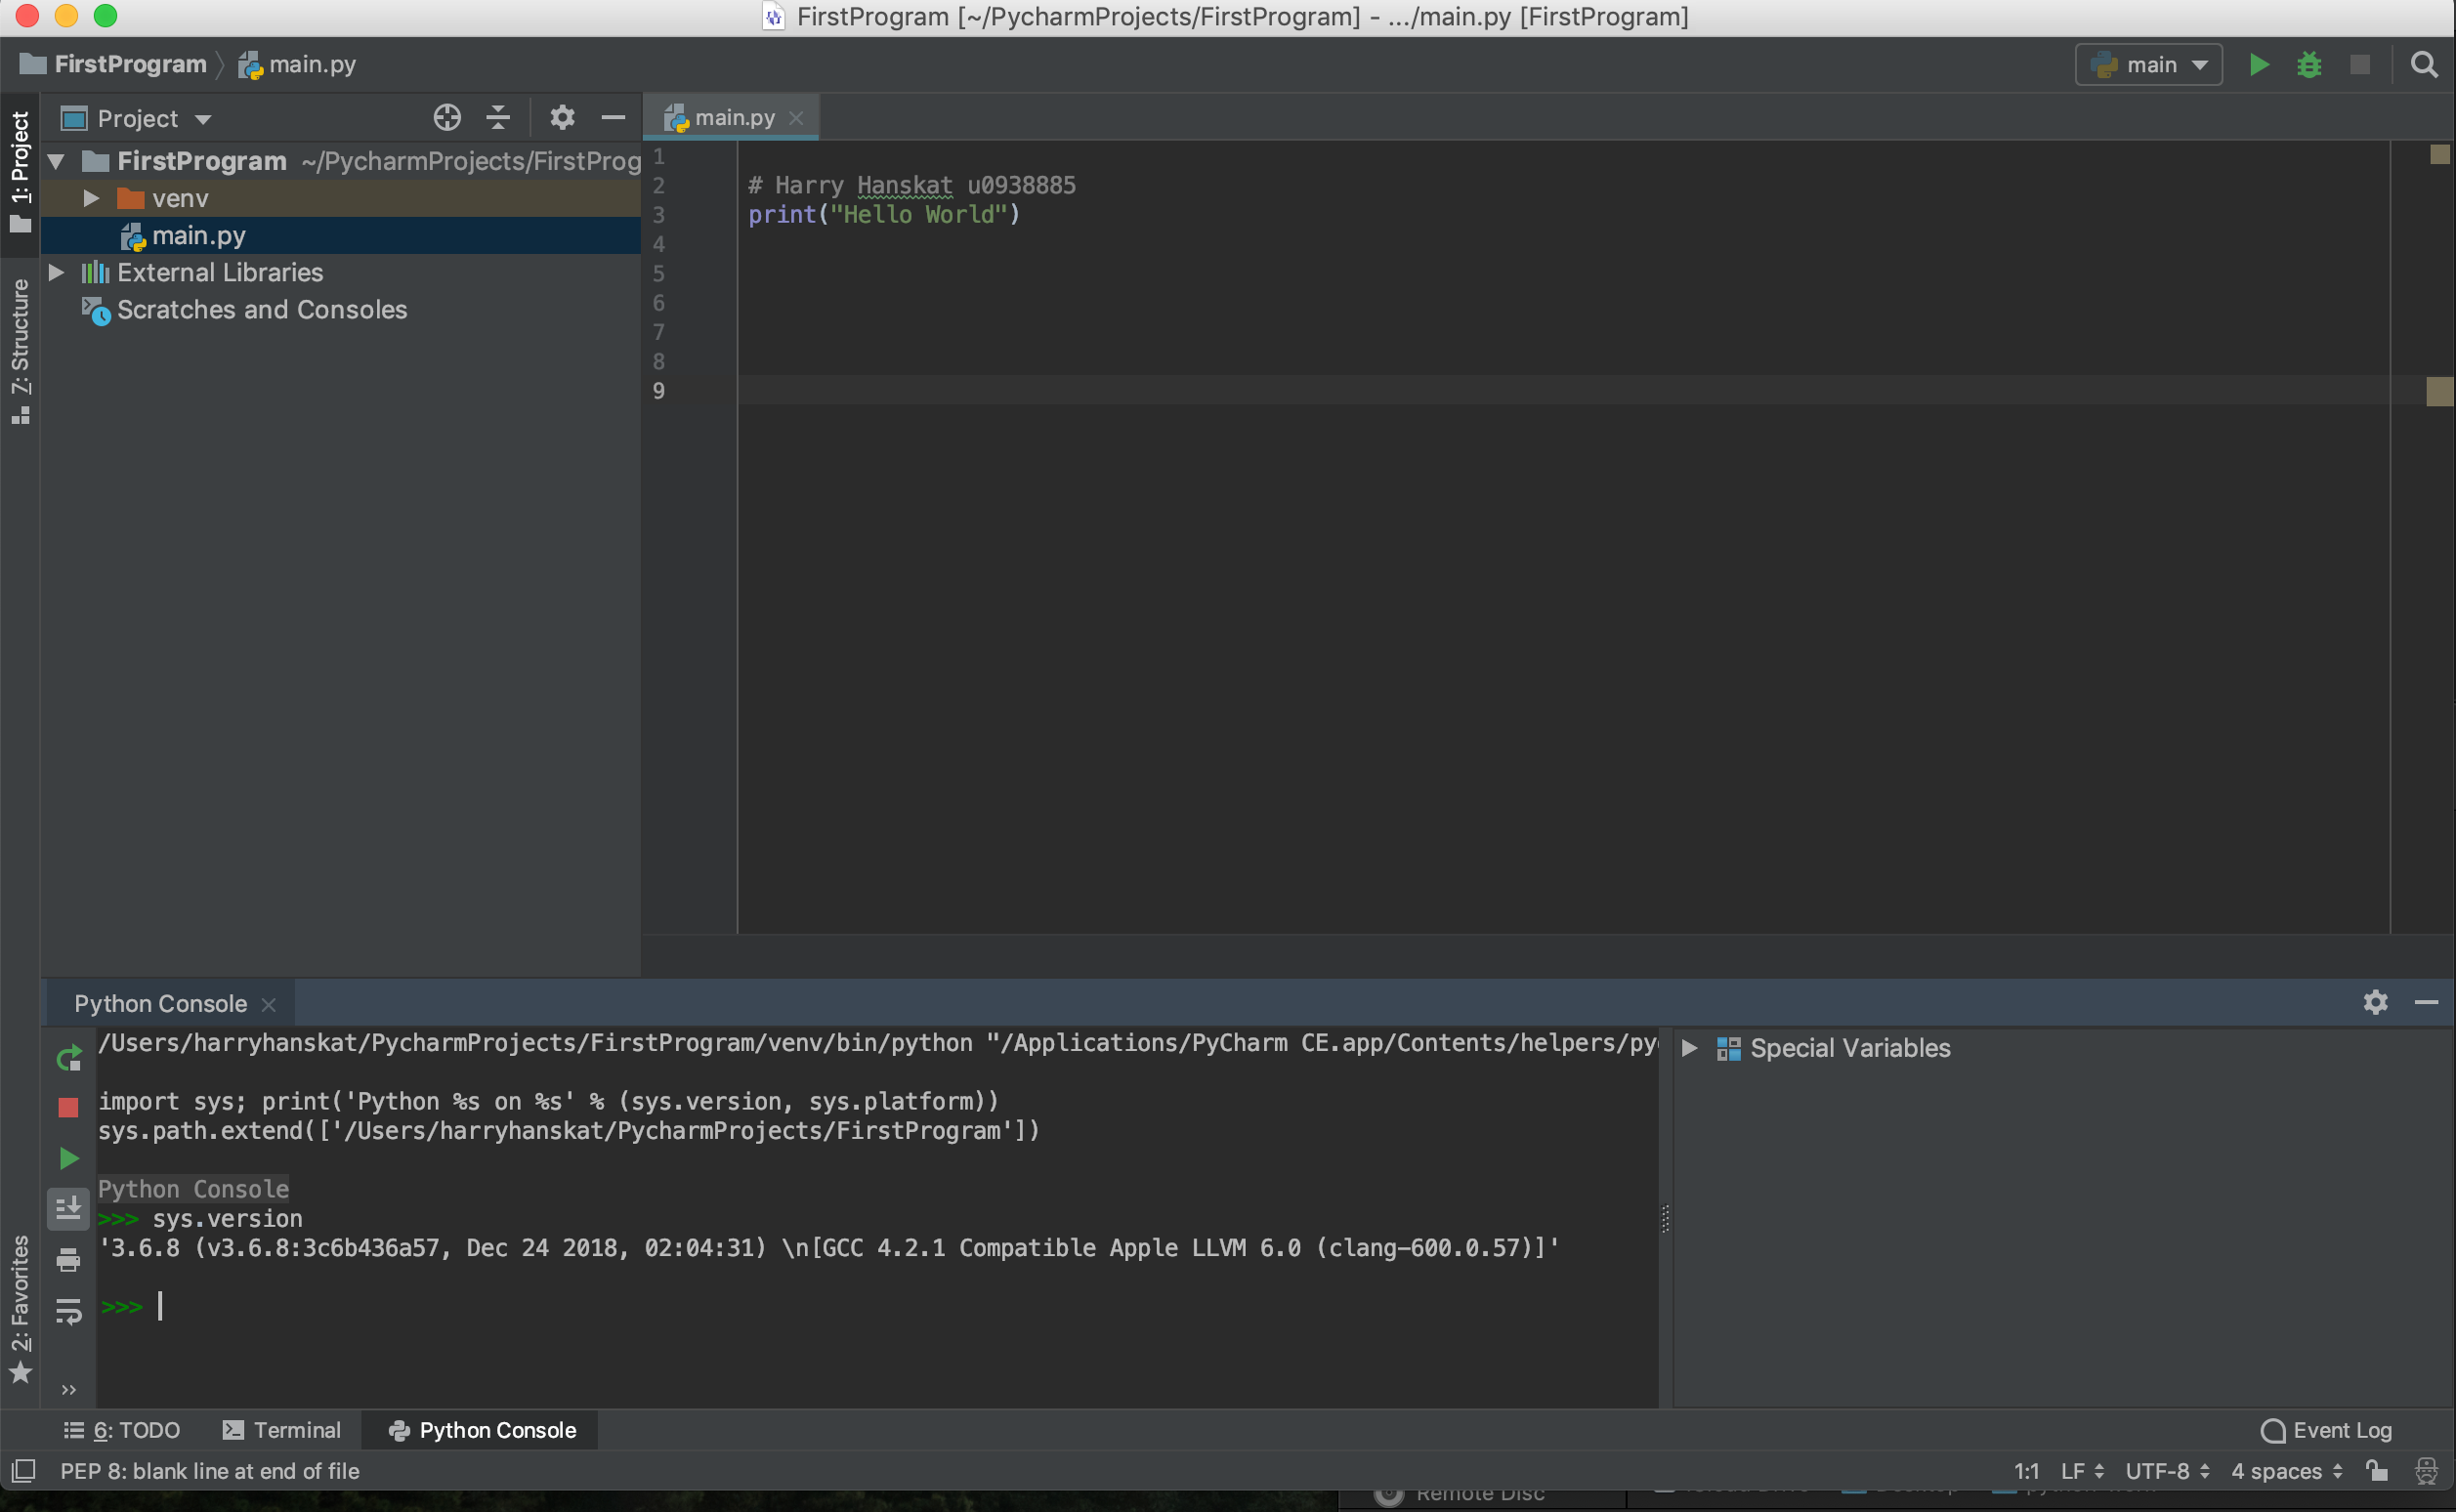 FirstProgram [~/PycharmProjects/FirstProgram] - .../main.py [FirstProgram]
FirstProgram main.py
main
1: Project
7: Structure
2: Favorites
Project
FirstProgram ~/PycharmProjects/FirstProg
venv
main.py
External Libraries
Scratches and Consoles
main.py
1
2 # Harry Hanskat u0938885
3 print("Hello World")
4
5
6
7
8
9
Python Console
/Users/harryhanskat/PycharmProjects/FirstProgram/venv/bin/python "/Applications/PyCharm CE.app/Contents/helpers/py
import sys; print('Python %s on %s' % (sys.version, sys.platform))
sys.path.extend(['/Users/harryhanskat/PycharmProjects/FirstProgram'])
Python Console
>>> sys.version
'3.6.8 (v3.6.8:3c6b436a57, Dec 24 2018, 02:04:31) \n[GCC 4.2.1 Compatible Apple LLVM 6.0 (clang-600.0.57)]'
>>>
Special Variables
6: TODO Terminal Python Console Event Log
PEP 8: blank line at end of file 1:1 LF UTF-8 4 spaces
Remote Disc